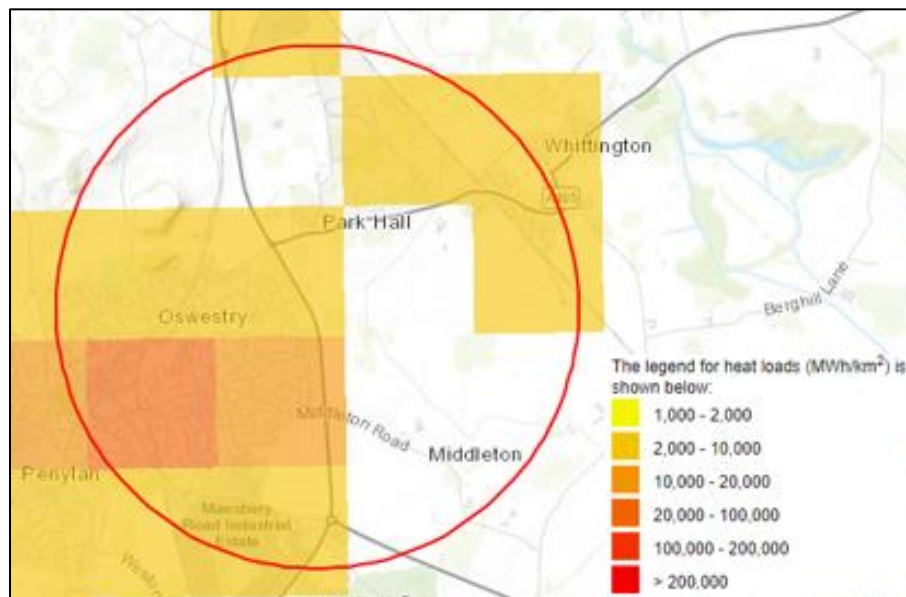 Whittington
Park Hall
Oswestry
Berghill Lane
Middleton Road
Middleton
Penylan
Road Industrial
Estate
The legend for heat loads (MWh/km²) is
shown below:
1,000 - 2,000
2,000 - 10,000
10,000 - 20,000
20,000 - 100,000
100,000 - 200,000
> 200,000